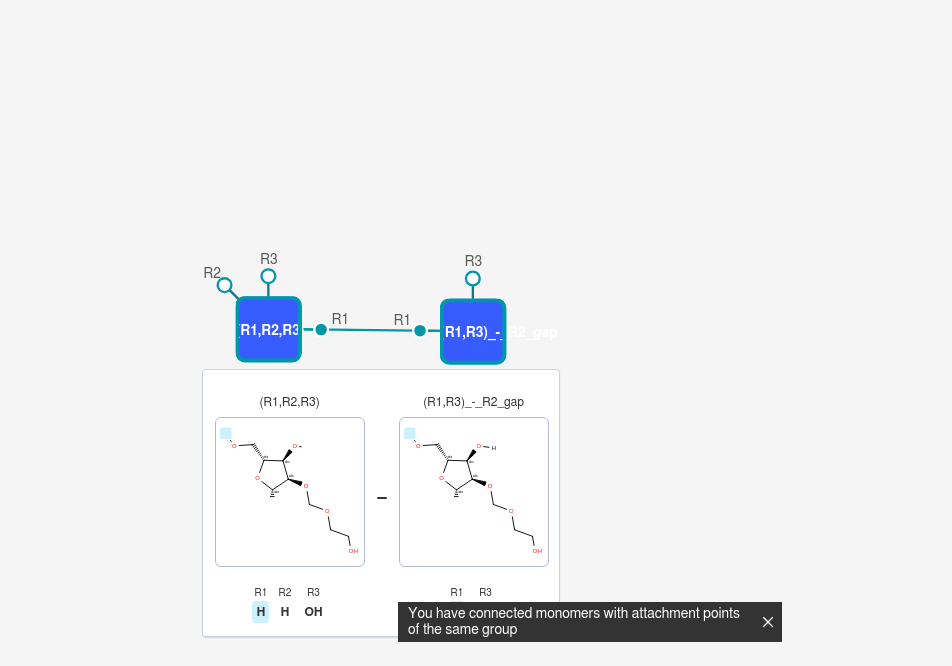 R2 R3 R3
R1 R1
R1,R2,R3 R1,R3)_-_R2_gap
(R1,R2,R3) (R1,R3)_-_R2_gap
O O
O O H
O O
O O
O O
OH OH
–
R1 R2 R3 R1 R3
H H OH
You have connected monomers with attachment points
of the same group